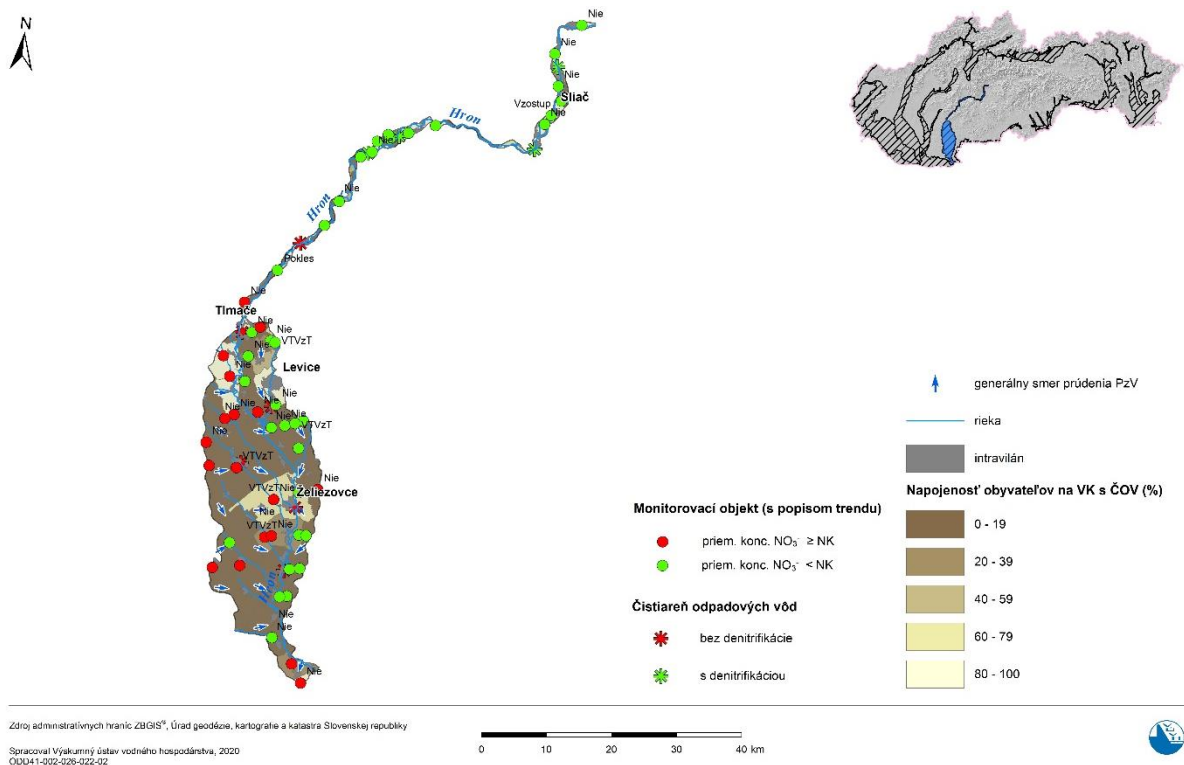 N
Nie
Nie
Nie
Sliač
Vzostup
Nie
Hron
Nie
Nie
Hron
Pokles
Nie
Tlmače
Nie
Nie
VTVzT
Nie
Nie
Levice
Nie
Nie
Nie
Nie
Nie
Nie
VTVzT
Nie
VTVzT
Nie
VTVzT
Nie
Želiezovce
Nie
VTVzT
Nie
Hron
Nie
Nie
Nie
generálny smer prúdenia PzV
rieka
intravilán
Napojenosť obyvateľov na VK s ČOV (%)
0 - 19
20 - 39
40 - 59
60 - 79
80 - 100
Monitorovací objekt (s popisom trendu)
priem. konc. NO₃⁻ ≥ NK
priem. konc. NO₃⁻ < NK
Čistiareň odpadových vôd
bez denitrifikácie
s denitrifikáciou
Zdroj administratívnych hraníc ZBGIS®, Úrad geodézie, kartografie a katastra Slovenskej republiky
Spracoval Výskumný ústav vodného hospodárstva, 2020
ODD41-002-026-022-02
0 10 20 30 40 km